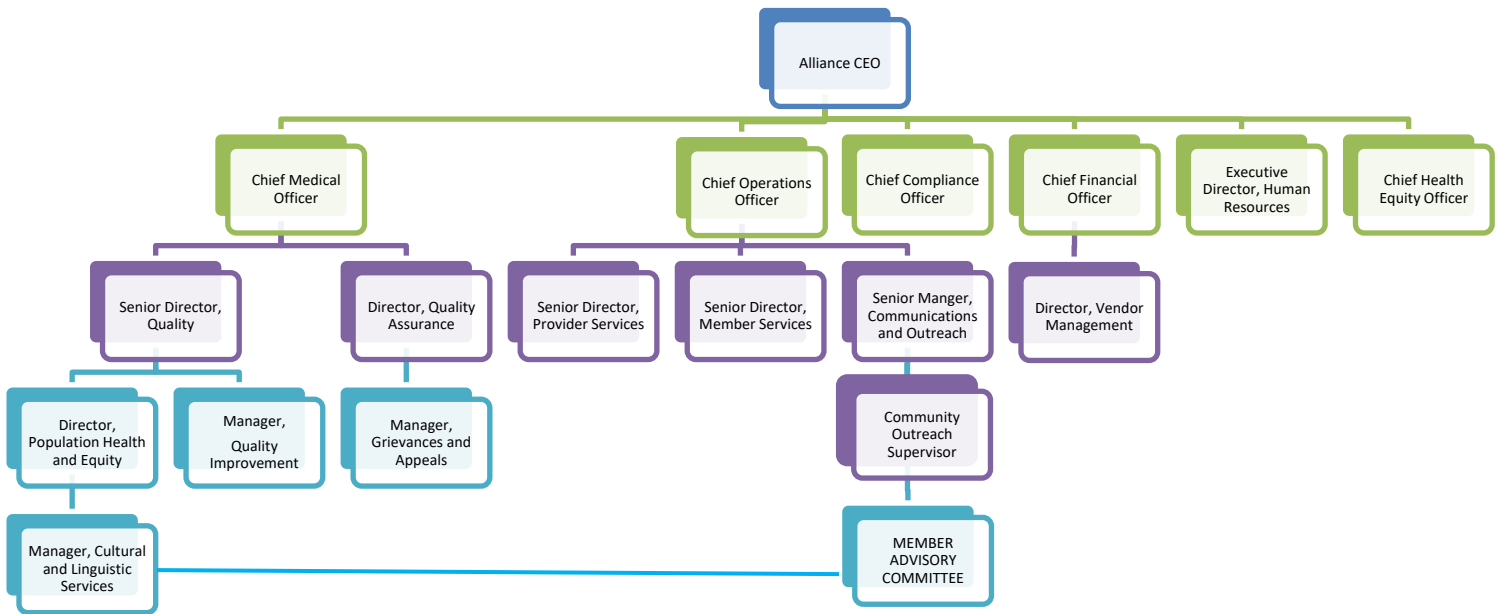 Alliance CEO
Chief Medical
Officer
Chief Operations
Officer
Chief Compliance
Officer
Chief Financial
Officer
Executive
Director, Human
Resources
Chief Health
Equity Officer
Senior Director,
Quality
Director, Quality
Assurance
Senior Director,
Provider Services
Senior Director,
Member Services
Senior Manger,
Communications
and Outreach
Director, Vendor
Management
Director,
Population Health
and Equity
Manager,
Quality
Improvement
Manager,
Grievances and
Appeals
Community
Outreach
Supervisor
Manager, Cultural
and Linguistic
Services
MEMBER
ADVISORY
COMMITTEE